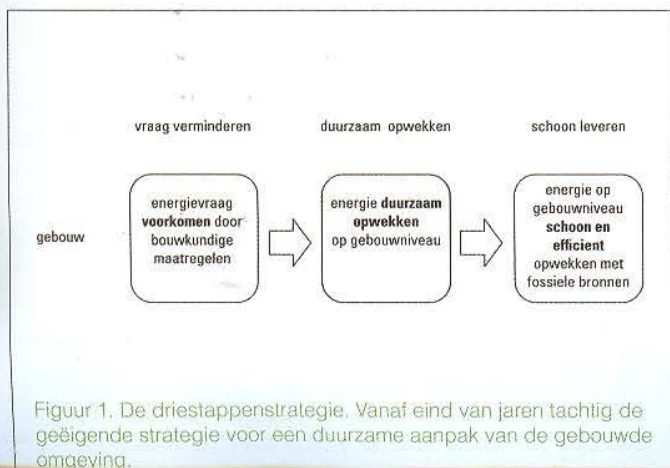 vraag verminderen
duurzaam opwekken
schoon leveren
gebouw
energievraag
voorkomen door
bouwkundige
maatregelen
energie duurzaam
opwekken
op gebouwniveau
energie op
gebouwniveau
schoon en
efficient
opwekken met
fossiele bronnen
Figuur 1. De driestappenstrategie. Vanaf eind van jaren tachtig de
geëigende strategie voor een duurzame aanpak van de gebouwde
omgeving.